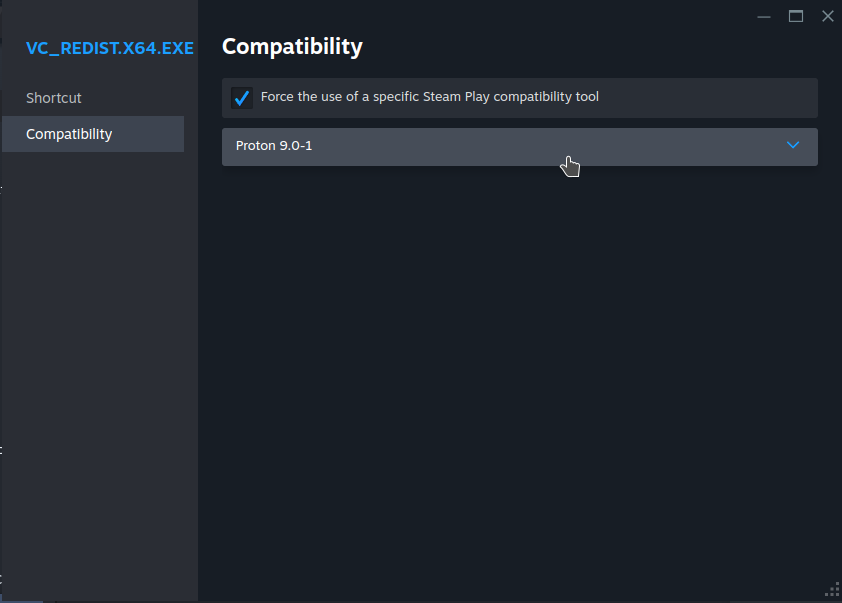 VC_REDIST.X64.EXE
Shortcut
Compatibility
Compatibility
Force the use of a specific Steam Play compatibility tool
Proton 9.0-1